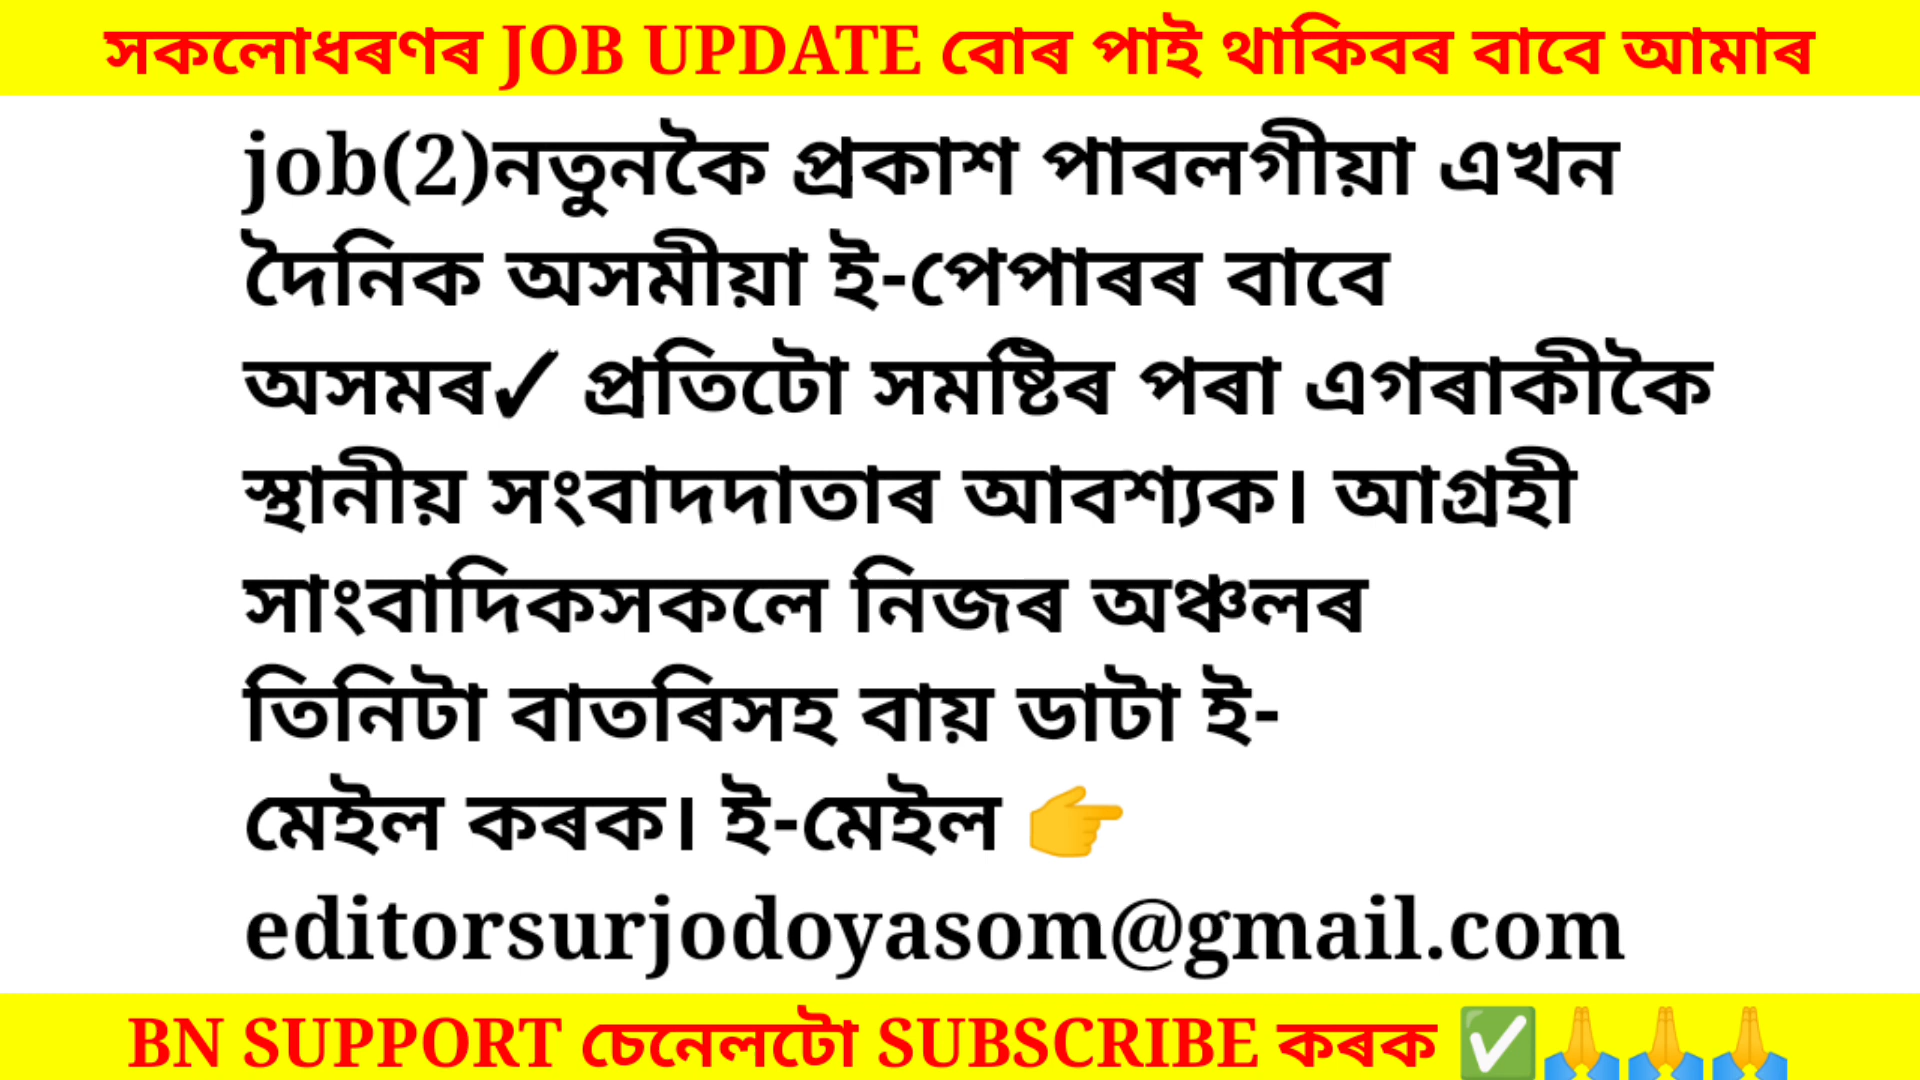 সকলোধৰণৰ JOB UPDATE বোৰ পাই থাকিবৰ বাবে আমাৰ
job(2)নতুনকৈ প্ৰকাশ পাবলগীয়া এখন
দৈনিক অসমীয়া ই-পেপাৰৰ বাবে
অসমৰ✓ প্ৰতিটো সমষ্টিৰ পৰা এগৰাকীকৈ
স্থানীয় সংবাদদাতাৰ আবশ্যক। আগ্ৰহী
সাংবাদিকসকলে নিজৰ অঞ্চলৰ
তিনিটা বাতৰিসহ বায় ডাটা ই-
মেইল কৰক। ই-মেইল 👉
editorsurjodoyasom@gmail.com
BN SUPPORT চেনেলটো SUBSCRIBE কৰক ✅🙏🙏🙏